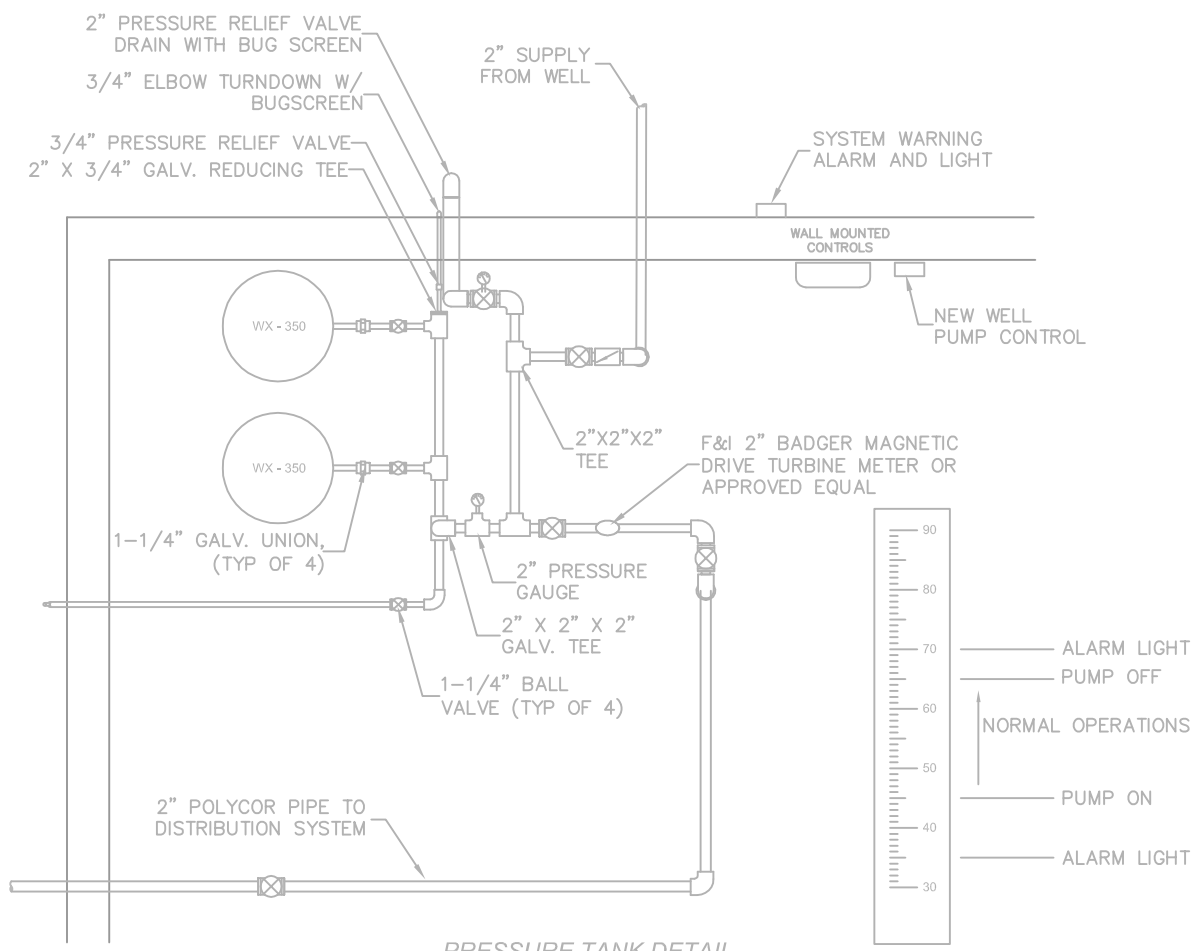 2” PRESSURE RELIEF VALVE
DRAIN WITH BUG SCREEN
3/4” ELBOW TURNDOWN W/
BUGSCREEN
3/4” PRESSURE RELIEF VALVE
2” X 3/4” GALV. REDUCING TEE
2” SUPPLY
FROM WELL
SYSTEM WARNING
ALARM AND LIGHT
WALL MOUNTED
CONTROLS
NEW WELL
PUMP CONTROL
WX - 350
WX - 350
2”X2”X2”
TEE
F&I 2” BADGER MAGNETIC
DRIVE TURBINE METER OR
APPROVED EQUAL
1-1/4” GALV. UNION,
(TYP OF 4)
2” PRESSURE
GAUGE
2” X 2” X 2”
GALV. TEE
1-1/4” BALL
VALVE (TYP OF 4)
2” POLYCOR PIPE TO
DISTRIBUTION SYSTEM
90
80
70
60
50
40
30
ALARM LIGHT
PUMP OFF
NORMAL OPERATIONS
PUMP ON
ALARM LIGHT
PRESSURE TANK DETAIL